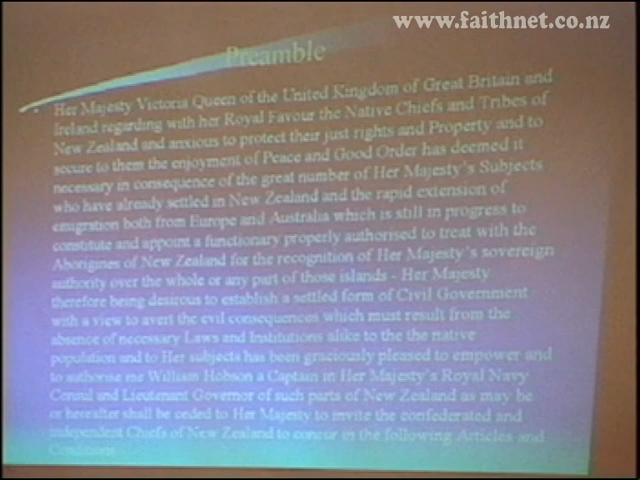 www.faithnet.co.nz
Preamble
Her Majesty Victoria Queen of the United Kingdom of Great Britain and
Ireland regarding with her Royal Favour the Native Chiefs and Tribes of
New Zealand and anxious to protect their just rights and Property and to
secure to them the enjoyment of Peace and Good Order has deemed it
necessary in consequence of the great number of Her Majesty's Subjects
who have already settled in New Zealand and the rapid extension of
emigration both from Europe and Australia which is still in progress to
constitute and appoint a functionary properly authorised to treat with the
Aborigines of New Zealand for the recognition of Her Majesty's sovereign
authority over the whole or any part of those islands - Her Majesty
therefore being desirous to establish a settled form of Civil Government
with a view to avert the evil consequences which must result from the
absence of necessary Laws and Institutions alike to the the native
population and to Her subjects has been graciously pleased to empower and
to authorise me William Hobson a Captain in Her Majesty's Royal Navy
Consul and Lieutenant Governor of such parts of New Zealand as may be
or hereafter shall be ceded to Her Majesty to invite the confederated and
independent Chiefs of New Zealand to concur in the following Articles and
Conditions